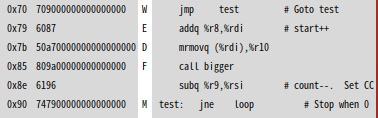 0x70 709000000000000000 W jmp test # Goto test
0x79 6087 E addq %r8,%rdi # start++
0x7b 50a70000000000000000 D mrmovq (%rdi),%r10
0x85 809a00000000000000 F call bigger
0x8e 6196 subq %r9,%rsi # count--. Set CC
0x90 747900000000000000 M test: jne loop # Stop when 0